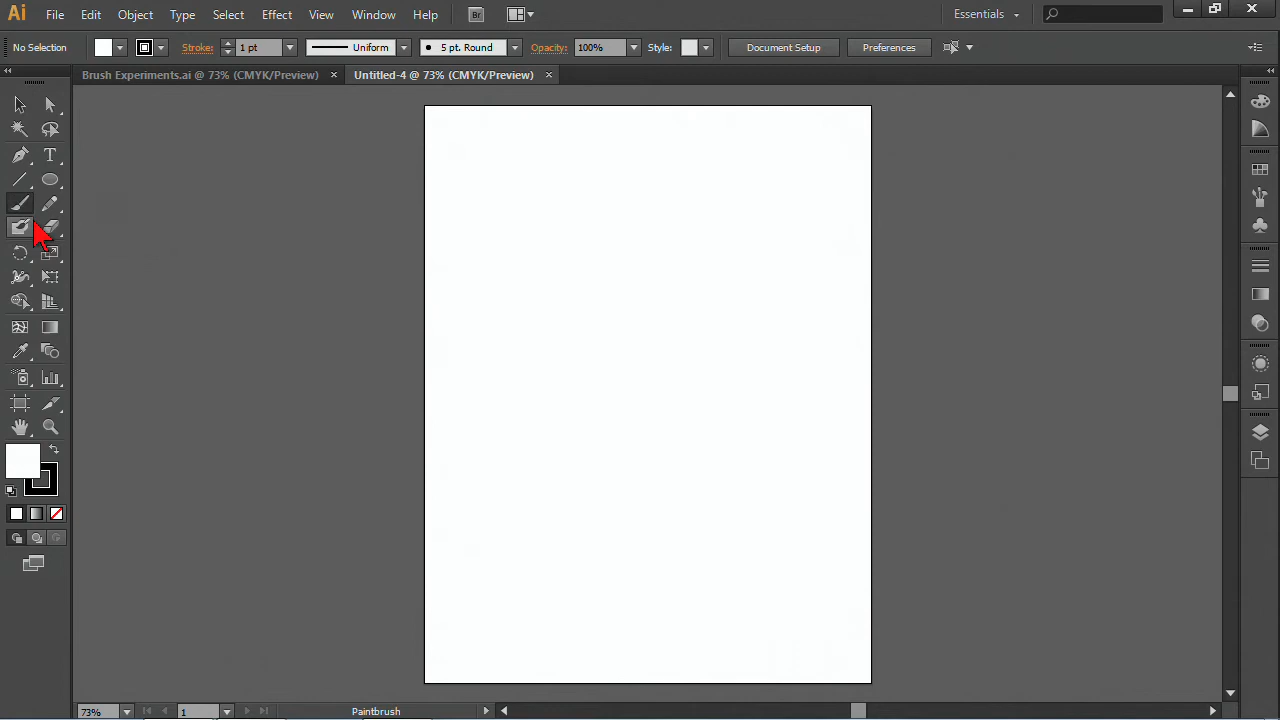 Ai File Edit Object Type Select Effect View Window Help Br Essentials
No Selection Stroke: 1 pt Uniform 5 pt. Round Opacity: 100% Style: Document Setup Preferences
Brush Experiments.ai @ 73% (CMYK/Preview) × Untitled-4 @ 73% (CMYK/Preview) ×
T
73% 1 Paintbrush